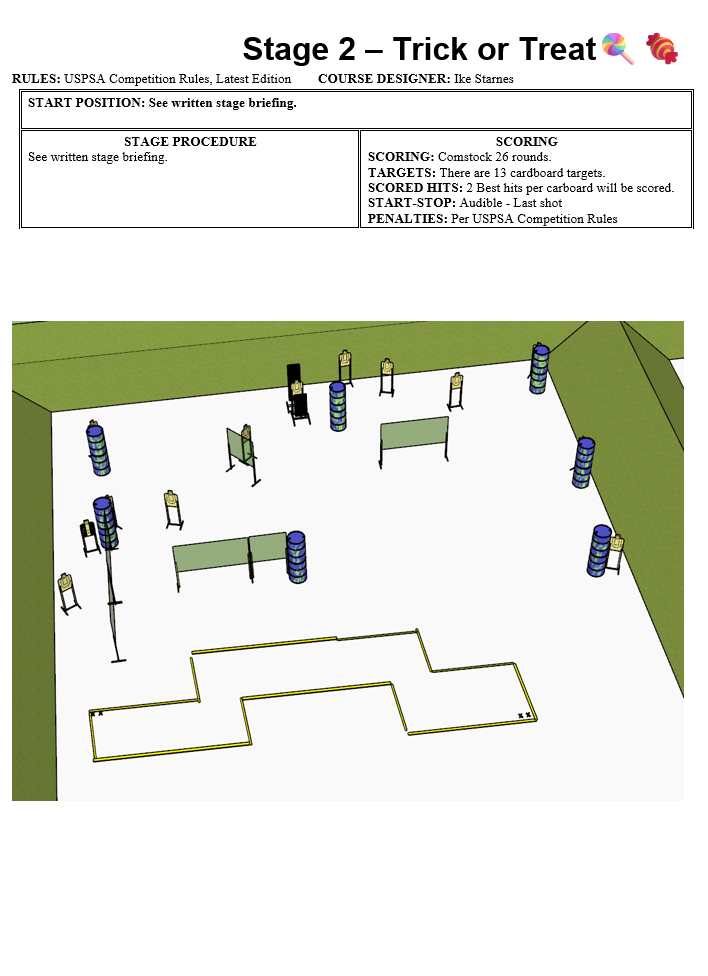 Stage 2 – Trick or Treat
RULES: USPSA Competition Rules, Latest Edition COURSE DESIGNER: Ike Starnes
START POSITION: See written stage briefing.
STAGE PROCEDURE
See written stage briefing.
SCORING
SCORING: Comstock 26 rounds.
TARGETS: There are 13 cardboard targets.
SCORED HITS: 2 Best hits per carboard will be scored.
START-STOP: Audible - Last shot
PENALTIES: Per USPSA Competition Rules